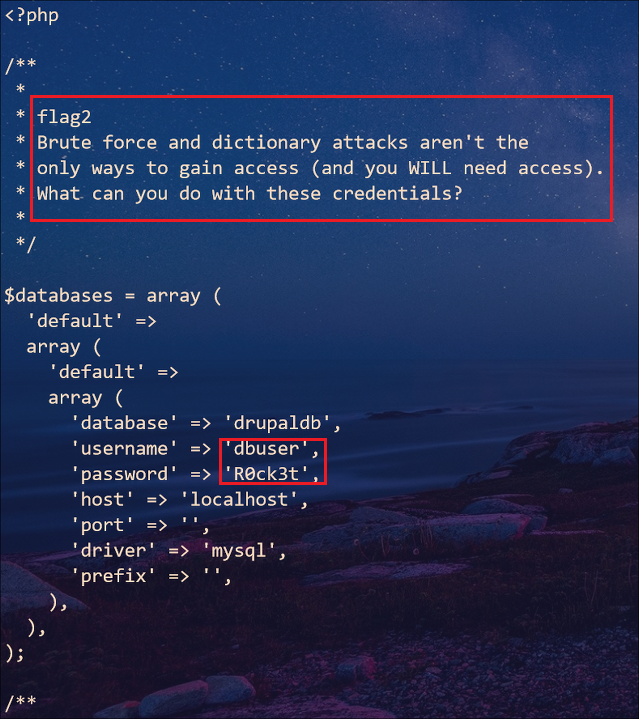 <?php
/**
 *
 * flag2
 * Brute force and dictionary attacks aren't the
 * only ways to gain access (and you WILL need access).
 * What can you do with these credentials?
 *
 */
$databases = array (
  'default' =>
  array (
    'default' =>
    array (
      'database' => 'drupaldb',
      'username' => 'dbuser',
      'password' => 'R0ck3t',
      'host' => 'localhost',
      'port' => '',
      'driver' => 'mysql',
      'prefix' => '',
    ),
  ),
);
/**